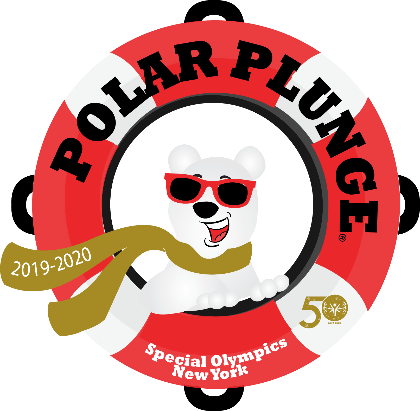 POLAR PLUNGE®
2019-2020
50
Special Olympics
New York